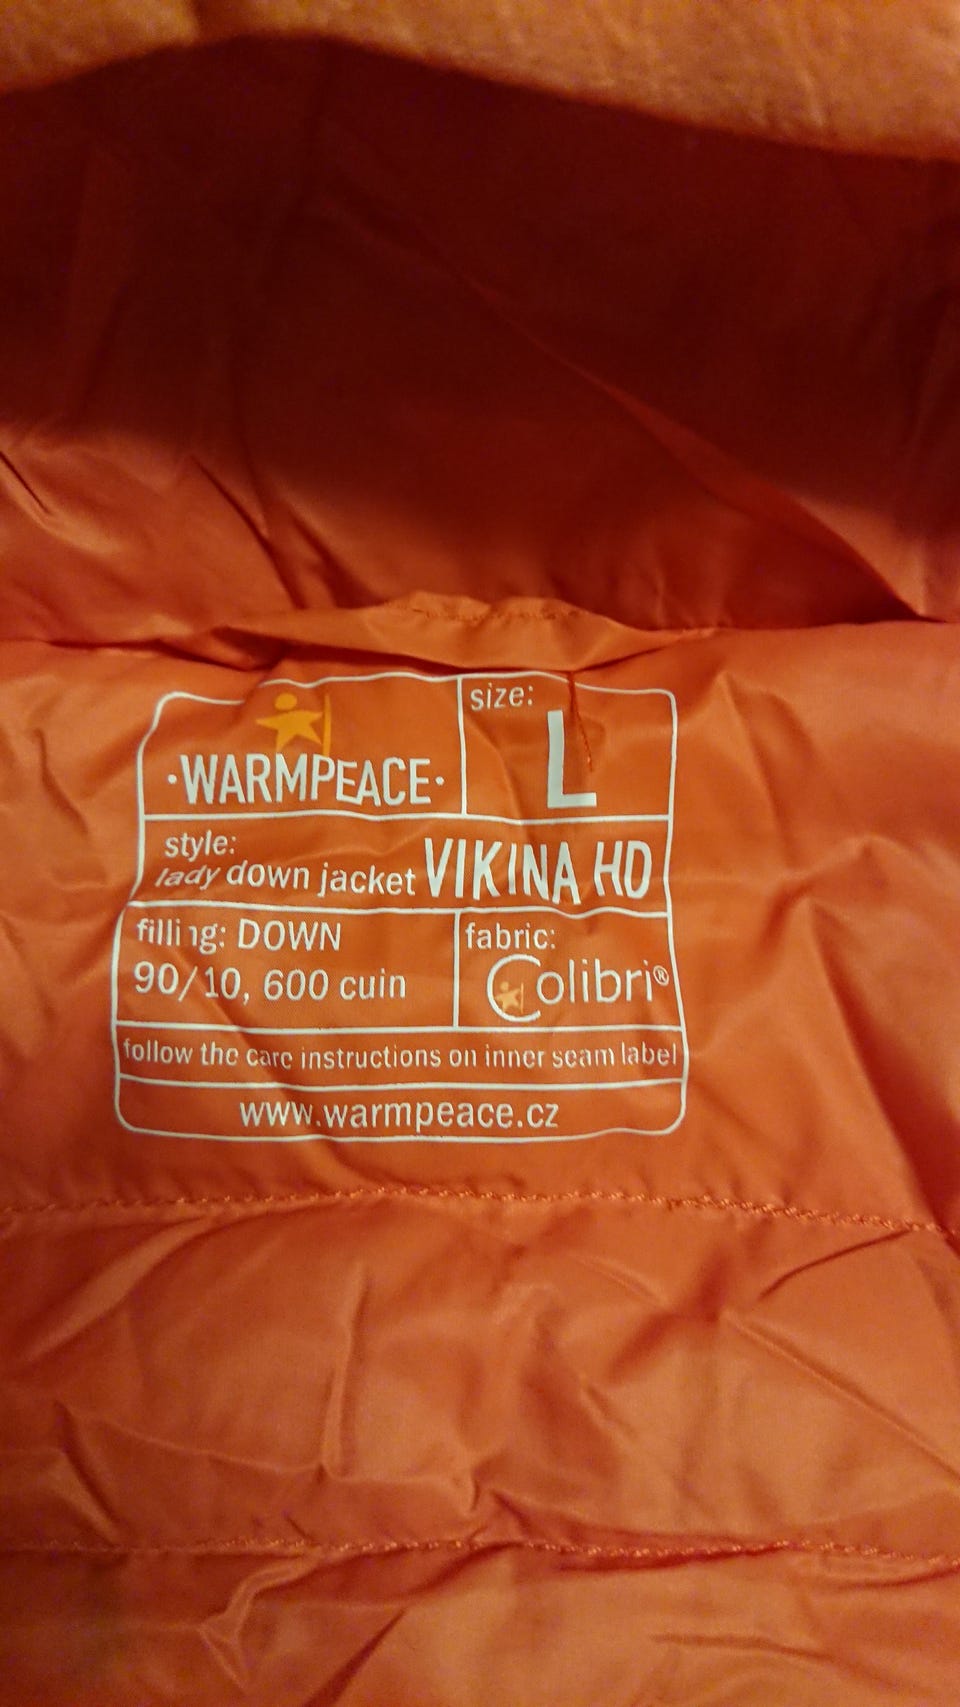 ·WARMPEACE·
size:
L
style:
lady down jacket VIKINA HD
filling: DOWN
90/10, 600 cuin
fabric:
Colibri®
follow the care instructions on inner seam label
www.warmpeace.cz